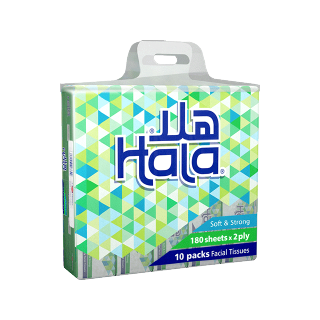 هلا
Hala
Soft & Strong
180 sheets x 2 ply
10 packs Facial Tissues